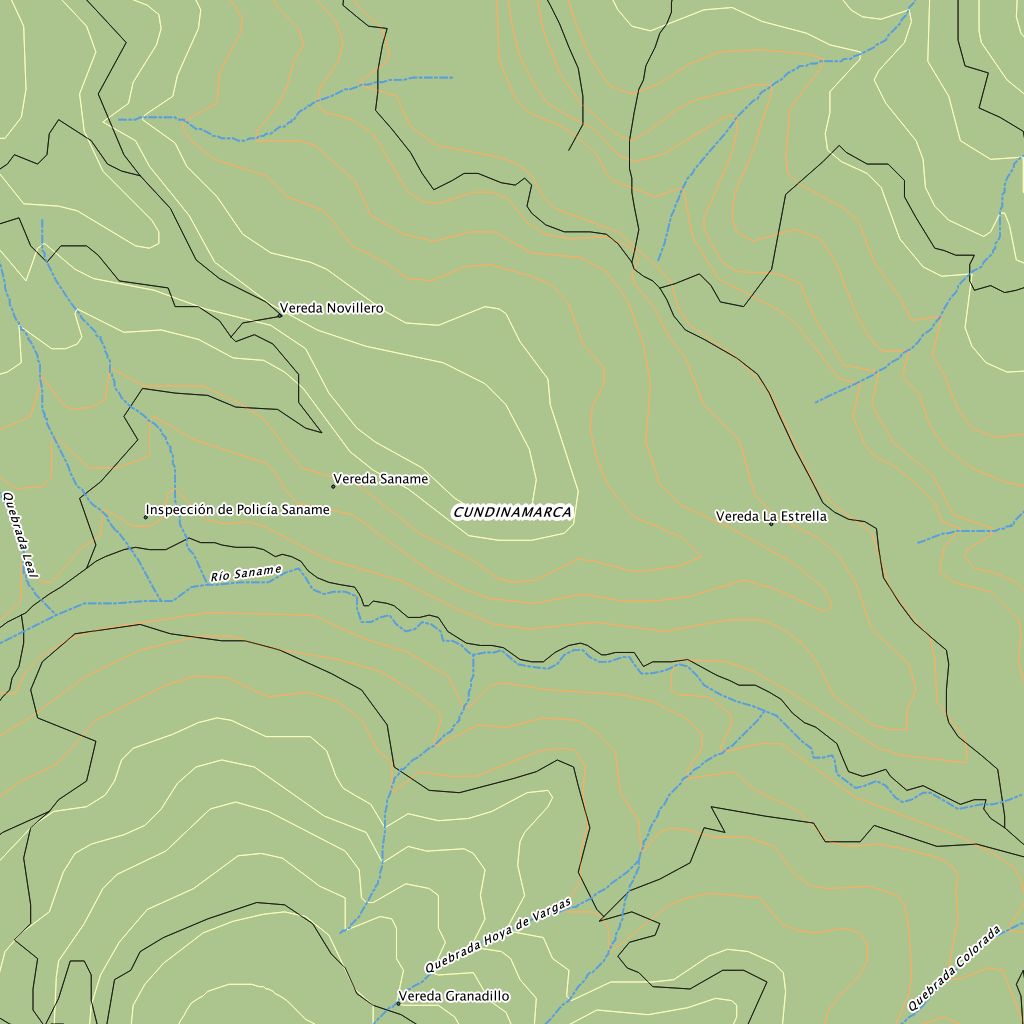 Vereda Novillero
Vereda Saname
Inspección de Policía Saname
CUNDINAMARCA
Vereda La Estrella
Quebrada Leal
Río Saname
Quebrada Hoya de Vargas
Quebrada Colorada
Vereda Granadillo